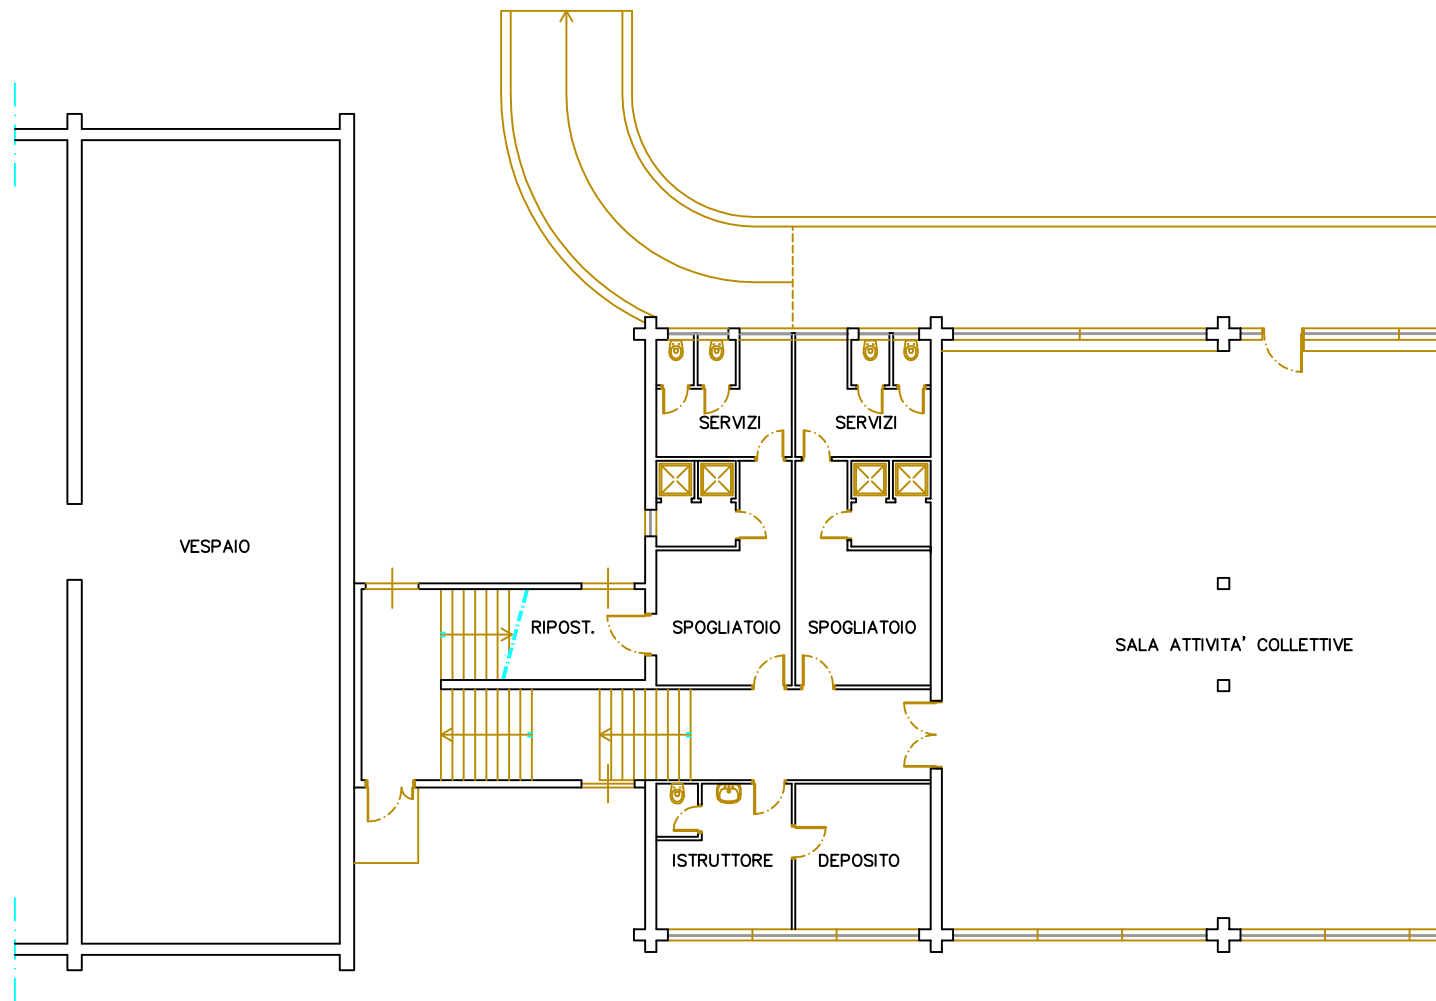 SERVIZI
SERVIZI
VESPAIO
RIPOST.
SPOGLIATOIO
SPOGLIATOIO
SALA ATTIVITA' COLLETTIVE
ISTRUTTORE
DEPOSITO